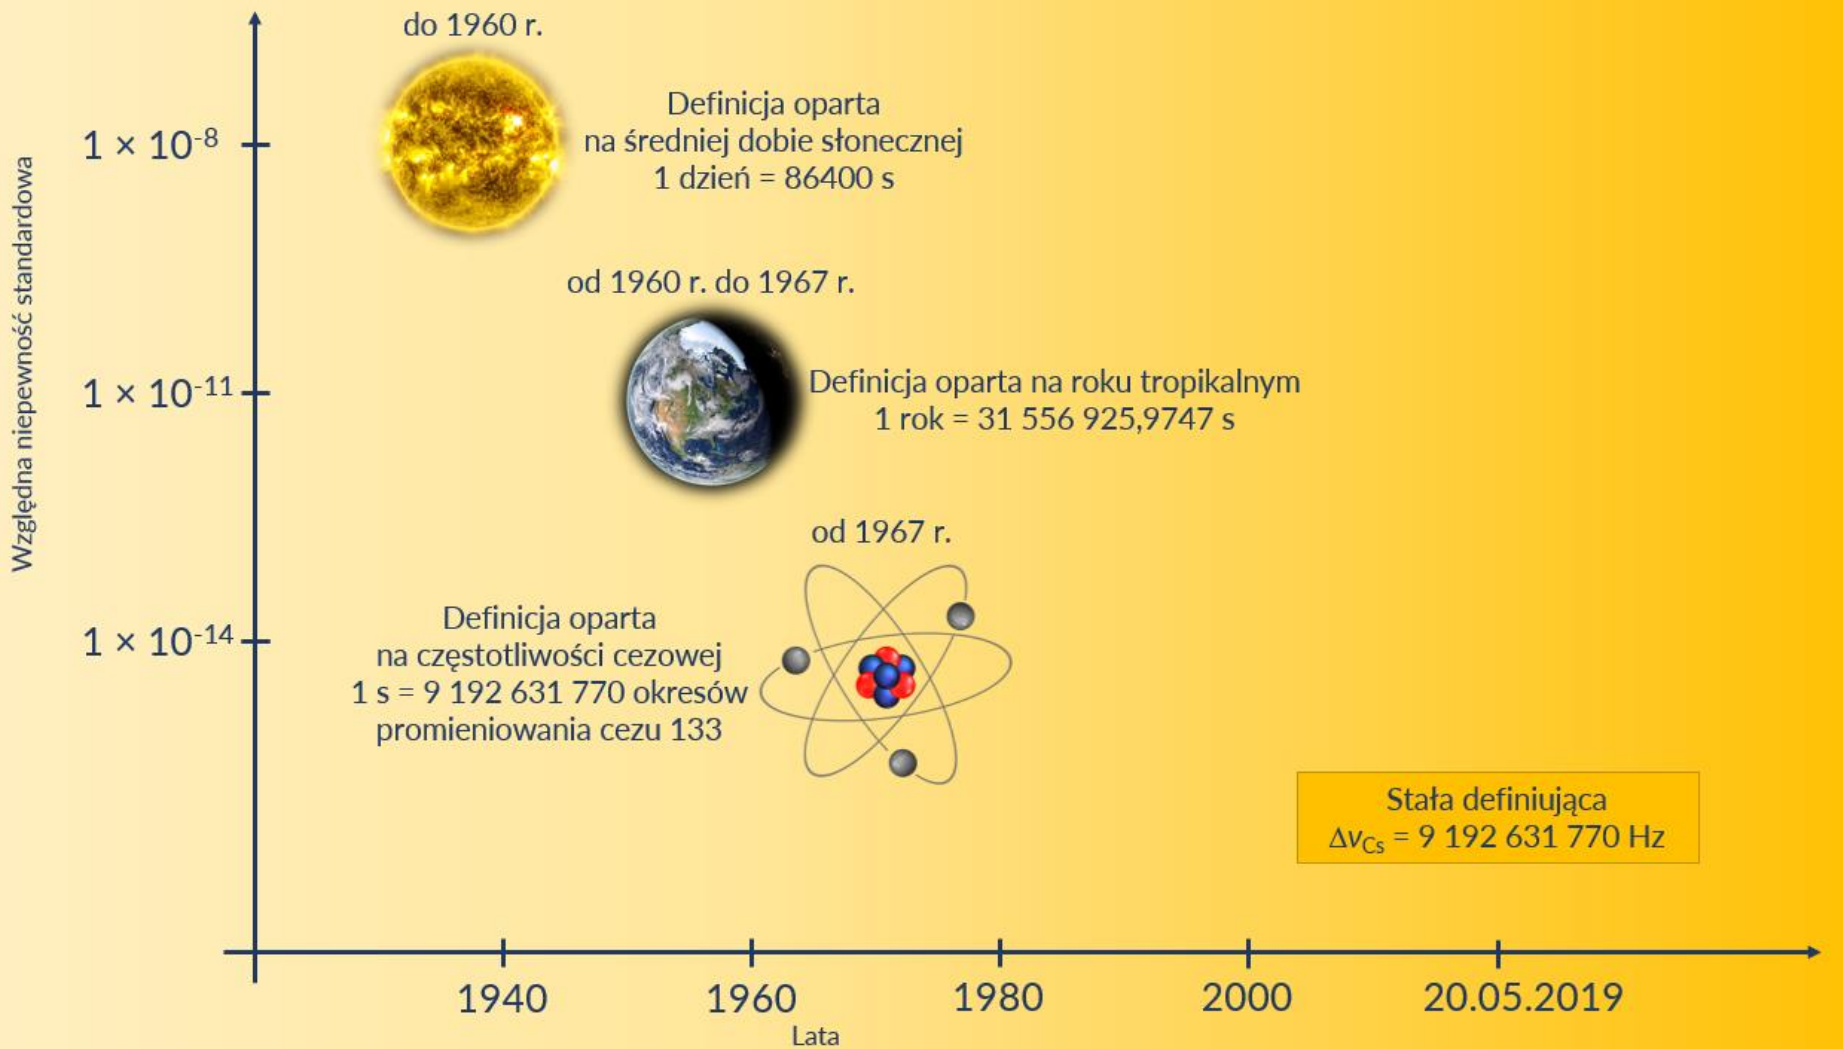 do 1960 r.
Definicja oparta
na średniej dobie słonecznej
1 dzień = 86400 s
1 × 10⁻⁸
od 1960 r. do 1967 r.
Definicja oparta na roku tropikalnym
1 rok = 31 556 925,9747 s
1 × 10⁻¹¹
Względna niepewność standardowa
od 1967 r.
Definicja oparta
na częstotliwości cezowej
1 s = 9 192 631 770 okresów
promieniowania cezu 133
1 × 10⁻¹⁴
Stała definiująca
Δν_Cs = 9 192 631 770 Hz
1940
1960
1980
2000
20.05.2019
Lata